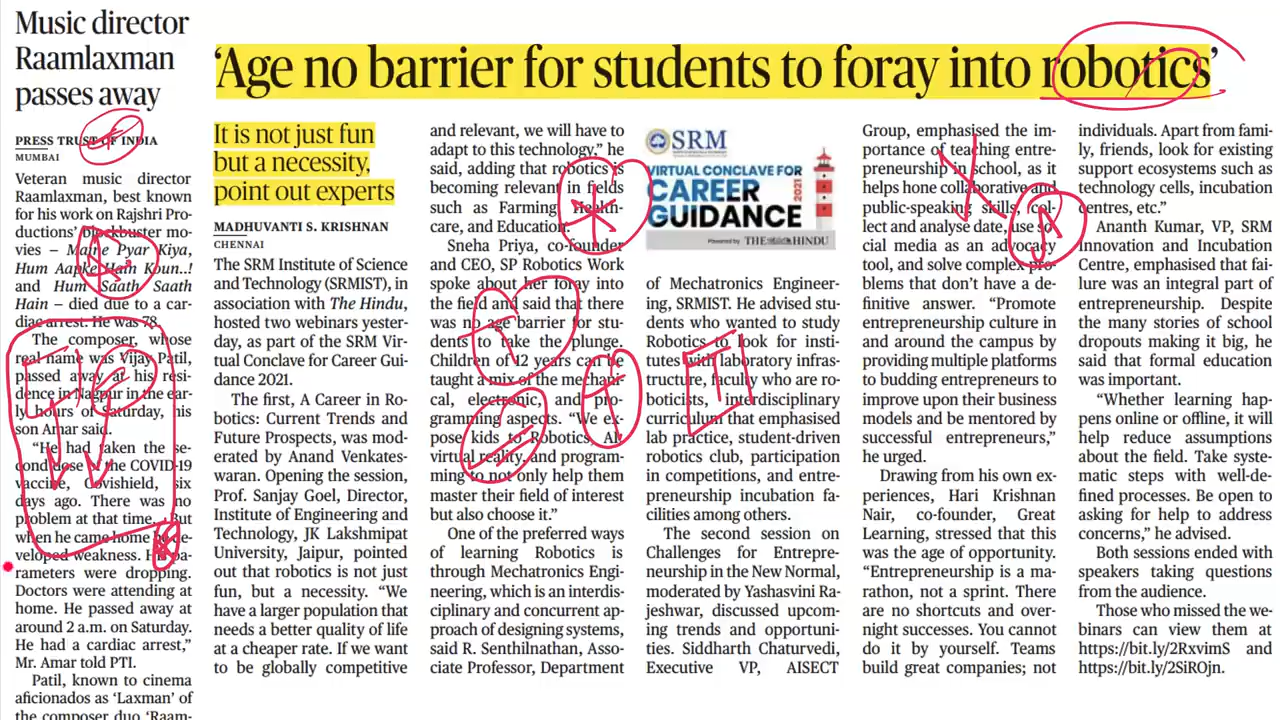 Music director
Raamlaxman
passes away
PRESS TRUST OF INDIA
MUMBAI
Veteran music director
Raamlaxman, best known
for his work on Rajshri Pro-
ductions' blockbuster mo-
vies – Maine Pyar Kiya,
Hum Aapke Hain Koun..!
and Hum Saath Saath
Hain – died due to a car-
diac arrest. He was 78.
The composer, whose
real name was Vijay Patil,
passed away at his resi-
dence in Nagpur in the ear-
ly hours of Saturday, his
son Amar said.
"He had taken the se-
cond dose of the COVID-19
vaccine, Covishield, six
days ago. There was no
problem at that time. But
when he came home he de-
veloped weakness. His pa-
rameters were dropping.
Doctors were attending at
home. He passed away at
around 2 a.m. on Saturday.
He had a cardiac arrest,"
Mr. Amar told PTI.
Patil, known to cinema
aficionados as 'Laxman' of
the composer duo 'Raam-
'Age no barrier for students to foray into robotics'
It is not just fun
but a necessity,
point out experts
MADHUVANTI S. KRISHNAN
CHENNAI
The SRM Institute of Science
and Technology (SRMIST), in
association with The Hindu,
hosted two webinars yester-
day, as part of the SRM Vir-
tual Conclave for Career Gui-
dance 2021.
The first, A Career in Ro-
botics: Current Trends and
Future Prospects, was mod-
erated by Anand Venkates-
waran. Opening the session,
Prof. Sanjay Goel, Director,
Institute of Engineering and
Technology, JK Lakshmipat
University, Jaipur, pointed
out that robotics is not just
fun, but a necessity. "We
have a larger population that
needs a better quality of life
at a cheaper rate. If we want
to be globally competitive
and relevant, we will have to
adapt to this technology," he
said, adding that robotics is
becoming relevant in fields
such as Farming, Health-
care, and Education.
Sneha Priya, co-founder
and CEO, SP Robotics Work
spoke about her foray into
the field and said that there
was no age barrier for stu-
dents to take the plunge.
Children of 12 years can be
taught a mix of the mechani-
cal, electronic, and pro-
gramming aspects. "We ex-
pose kids to Robotics, AI,
virtual reality, and program-
ming to not only help them
master their field of interest
but also choose it."
One of the preferred ways
of learning Robotics is
through Mechatronics Engi-
neering, which is an interdis-
ciplinary and concurrent ap-
proach of designing systems,
said R. Senthilnathan, Asso-
ciate Professor, Department
SRM
VIRTUAL CONCLAVE FOR
CAREER
GUIDANCE
2021
Powered by THE HINDU
of Mechatronics Engineer-
ing, SRMIST. He advised stu-
dents who wanted to study
Robotics to look for insti-
tutes with laboratory infras-
tructure, faculty who are ro-
boticists, interdisciplinary
curriculum that emphasised
lab practice, student-driven
robotics club, participation
in competitions, and entre-
preneurship incubation fa-
cilities among others.
The second session on
Challenges for Entrepre-
neurship in the New Normal,
moderated by Yashasvini Ra-
jeshwar, discussed upcom-
ing trends and opportuni-
ties. Siddharth Chaturvedi,
Executive VP, AISECT
Group, emphasised the im-
portance of teaching entre-
preneurship in school, as it
helps hone collaborative and
public-speaking skills, col-
lect and analyse date, use so-
cial media as an advocacy
tool, and solve complex pro-
blems that don't have a de-
finitive answer. "Promote
entrepreneurship culture in
and around the campus by
providing multiple platforms
to budding entrepreneurs to
improve upon their business
models and be mentored by
successful entrepreneurs,"
he urged.
Drawing from his own ex-
periences, Hari Krishnan
Nair, co-founder, Great
Learning, stressed that this
was the age of opportunity.
"Entrepreneurship is a ma-
rathon, not a sprint. There
are no shortcuts and over-
night successes. You cannot
do it by yourself. Teams
build great companies; not
individuals. Apart from fami-
ly, friends, look for existing
support ecosystems such as
technology cells, incubation
centres, etc."
Ananth Kumar, VP, SRM
Innovation and Incubation
Centre, emphasised that fai-
lure was an integral part of
entrepreneurship. Despite
the many stories of school
dropouts making it big, he
said the formal education
was important.
"Whether learning hap-
pens online or offline, it will
help reduce assumptions
about the field. Take syste-
matic steps with well-de-
fined processes. Be open to
asking for help to address
concerns," he advised.
Both sessions ended with
speakers taking questions
from the audience.
Those who missed the we-
binars can view them at
https://bit.ly/2RxvimS and
https://bit.ly/2SiROJn.